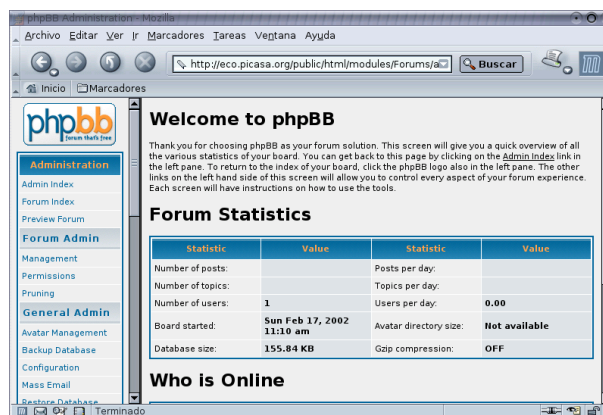 phpBB Administration - Mozilla
Archivo Editar Ver Ir Marcadores Tareas Ventana Ayuda
http://eco.picasa.org/public/html/modules/Forums/a
Buscar
Inicio Marcadores
phpbb
forum that's free
Administration
Admin Index
Forum Index
Preview Forum
Forum Admin
Management
Permissions
Pruning
General Admin
Avatar Management
Backup Database
Configuration
Mass Email
Restore Database
Welcome to phpBB
Thank you for choosing phpBB as your forum solution. This screen will give you a quick overview of all
the various statistics of your board. You can get back to this page by clicking on the Admin Index link in
the left pane. To return to the index of your board, click the phpBB logo also in the left pane. The other
links on the left hand side of this screen will allow you to control every aspect of your forum experience.
Each screen will have instructions on how to use the tools.
Forum Statistics
Statistic Value Statistic Value
Number of posts: Posts per day:
Number of topics: Topics per day:
Number of users: 1 Users per day: 0.00
Board started: Sun Feb 17, 2002 11:10 am Avatar directory size: Not available
Database size: 155.84 KB Gzip compression: OFF
Who is Online
Terminado